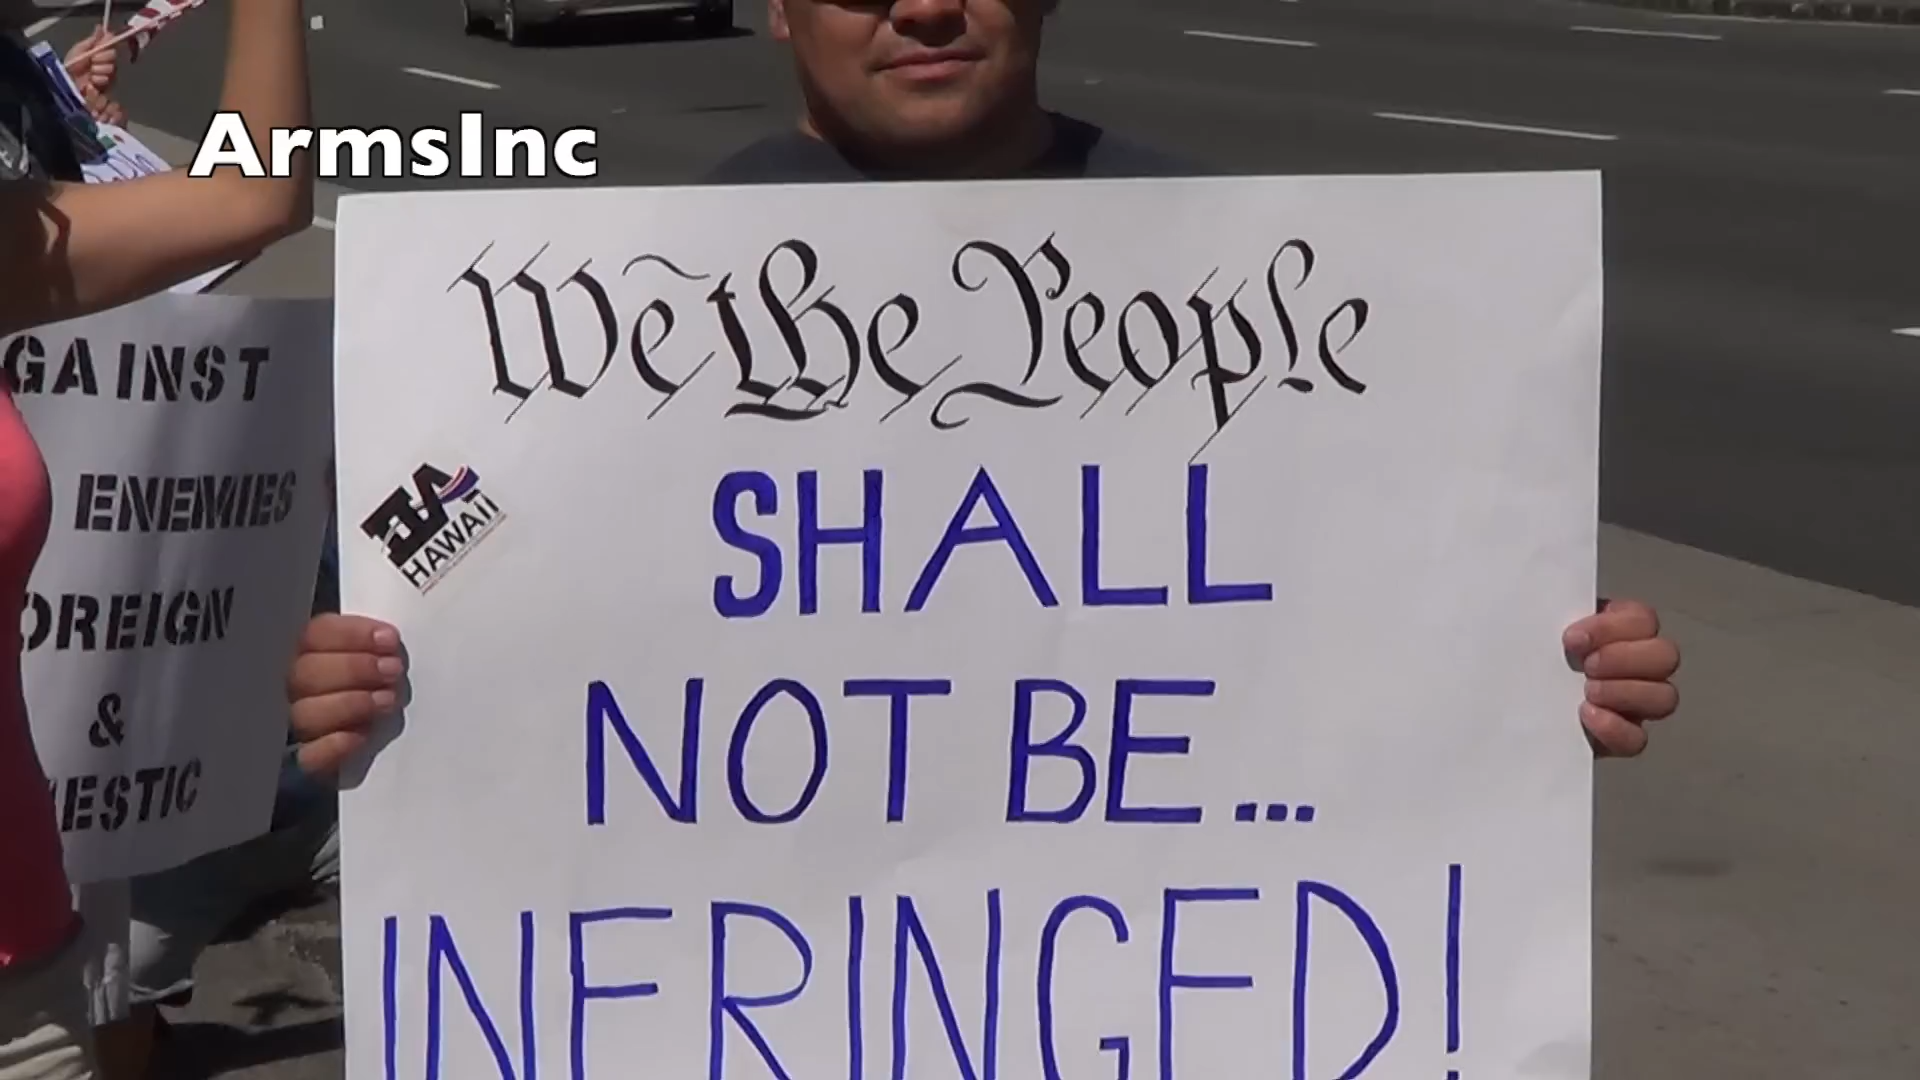 ArmsInc
We the People
SHALL
NOT BE...
INFRINGED!
HAWAII
GAINST
ENEMIES
OREIGN
&
ESTIC